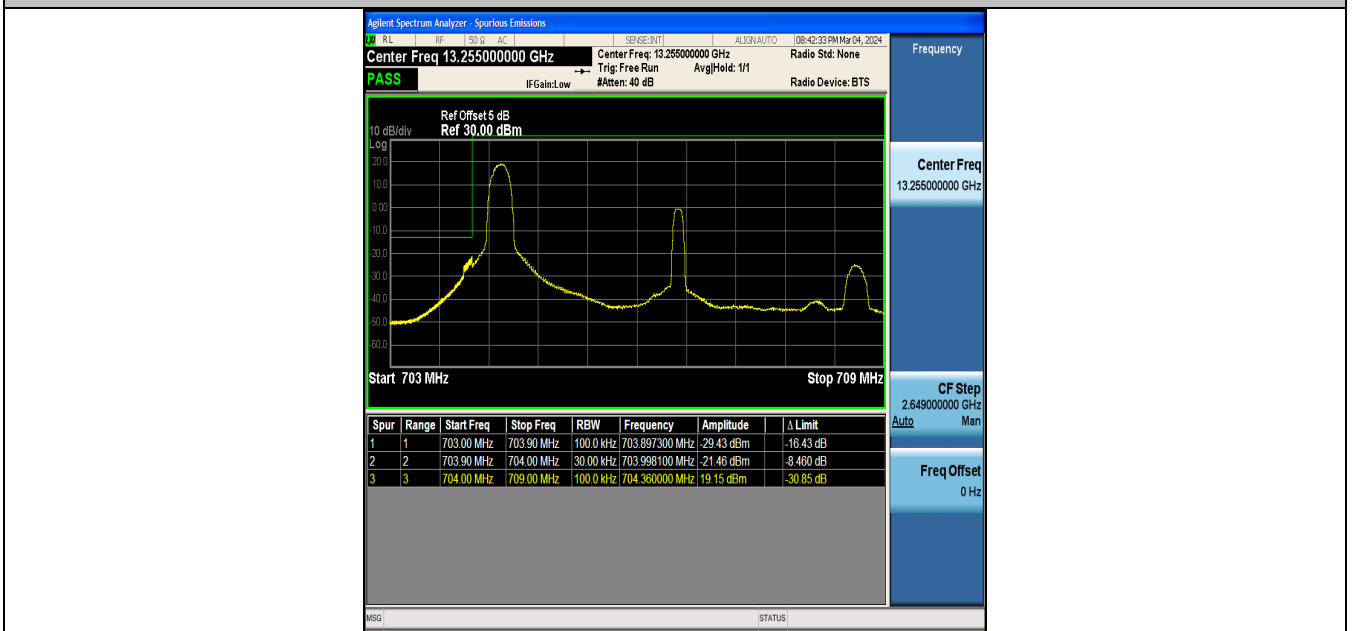 Agilent Spectrum Analyzer - Spurious Emissions
LXI RL RF 50 Ω AC SENSE:INT ALIGN AUTO 08:42:33 PM Mar 04, 2024
Center Freq 13.255000000 GHz
Center Freq: 13.255000000 GHz
Radio Std: None
Trig: Free Run Avg|Hold: 1/1
PASS
IFGain:Low
#Atten: 40 dB
Radio Device: BTS
Ref Offset 5 dB
10 dB/div Ref 30.00 dBm
Log
20.0
10.0
0.00
-10.0
-20.0
-30.0
-40.0
-50.0
-60.0
Start 703 MHz Stop 709 MHz
Spur Range Start Freq Stop Freq RBW Frequency Amplitude Δ Limit
1 1 703.00 MHz 703.90 MHz 100.0 kHz 703.897300 MHz -29.43 dBm -16.43 dB
2 2 703.90 MHz 704.00 MHz 30.00 kHz 703.998100 MHz -21.46 dBm -8.460 dB
3 3 704.00 MHz 709.00 MHz 100.0 kHz 704.360000 MHz 19.15 dBm -30.85 dB
MSG STATUS
Frequency
Center Freq
13.255000000 GHz
CF Step
2.649000000 GHz
Auto Man
Freq Offset
0 Hz